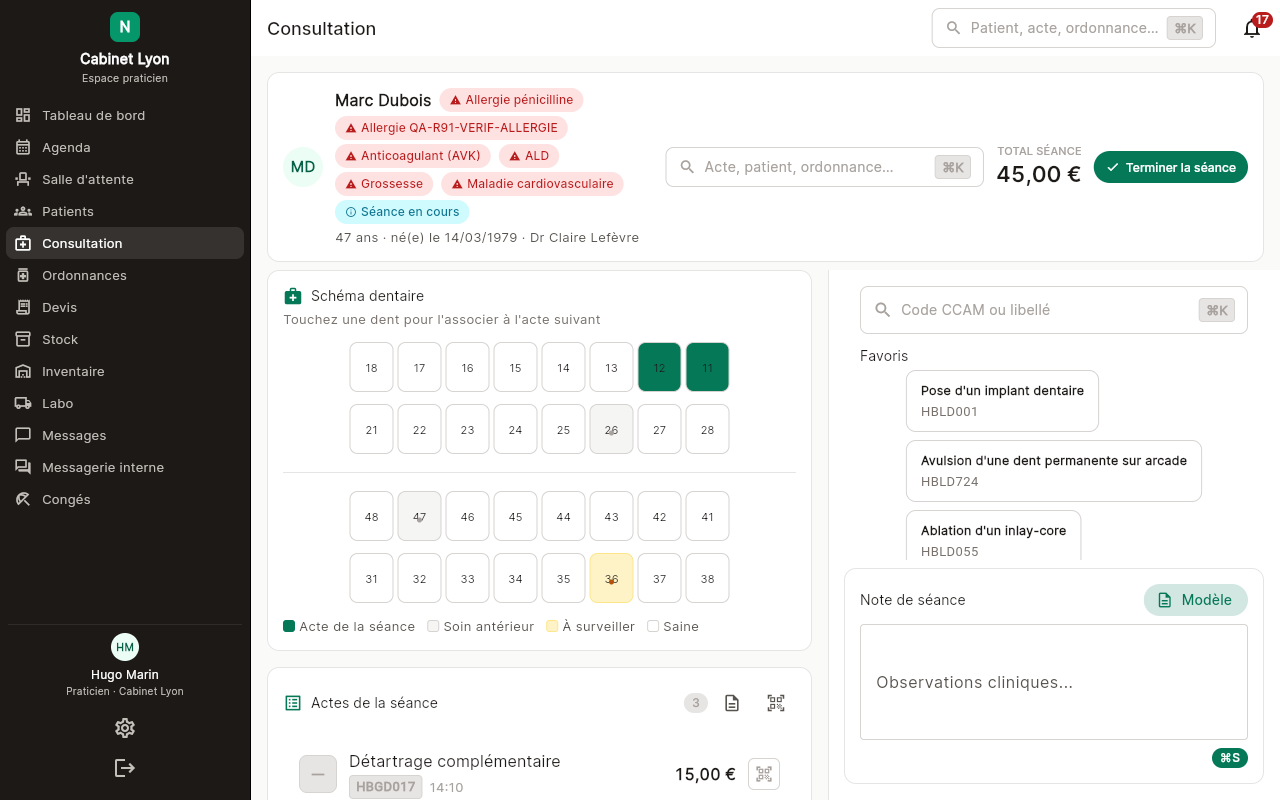 N
Cabinet Lyon
Espace praticien
Tableau de bord
Agenda
Salle d'attente
Patients
Consultation
Ordonnances
Devis
Stock
Inventaire
Labo
Messages
Messagerie interne
Congés
HM
Hugo Marin
Praticien · Cabinet Lyon
Consultation
Patient, acte, ordonnance... ⌘K
17
MD
Marc Dubois Allergie pénicilline
Allergie QA-R91-VERIF-ALLERGIE
Anticoagulant (AVK) ALD
Grossesse Maladie cardiovasculaire
Séance en cours
47 ans · né(e) le 14/03/1979 · Dr Claire Lefèvre
Acte, patient, ordonnance... ⌘K
TOTAL SÉANCE
45,00 €
Terminer la séance
Schéma dentaire
Touchez une dent pour l'associer à l'acte suivant
18 17 16 15 14 13 12 11
21 22 23 24 25 26 27 28
48 47 46 45 44 43 42 41
31 32 33 34 35 36 37 38
Acte de la séance Soin antérieur À surveiller Saine
Actes de la séance 3
Détartrage complémentaire
HBGD017 14:10
15,00 €
Code CCAM ou libellé ⌘K
Favoris
Pose d'un implant dentaire
HBLD001
Avulsion d'une dent permanente sur arcade
HBLD724
Ablation d'un inlay-core
HBLD055
Note de séance Modèle
Observations cliniques...
⌘S